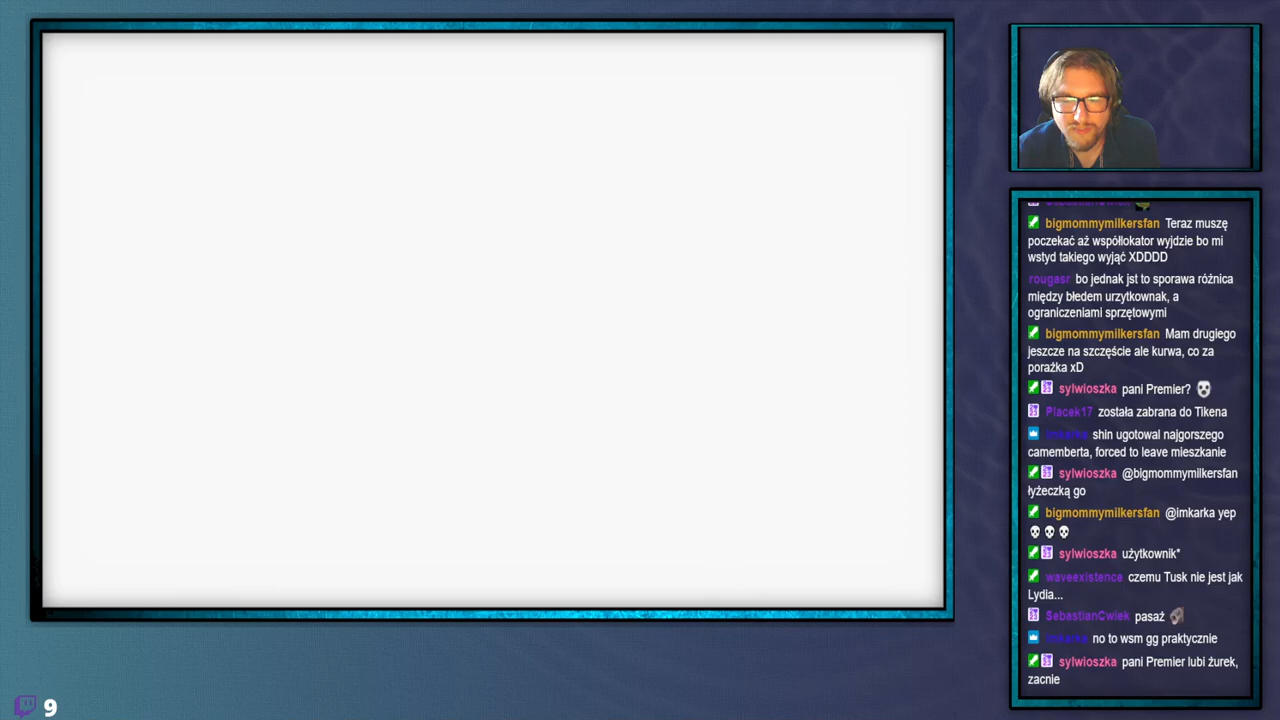 bigmommymilkersfan Teraz muszę
poczekać aż współlokator wyjdzie bo mi
wstyd takiego wyjąć XDDDD
rougasr bo jednak jst to sporawa różnica
między błedem urzytkownak, a
ograniczeniami sprzętowymi
bigmommymilkersfan Mam drugiego
jeszcze na szczęście ale kurwa, co za
porażka xD
sylwioszka pani Premier?
Placek17 została zabrana do Tikena
imkarka shin ugotował najgorszego
camemberta, forced to leave mieszkanie
sylwioszka @bigmommymilkersfan
łyżeczką go
bigmommymilkersfan @imkarka yep
sylwioszka użytkownik*
waveexistence czemu Tusk nie jest jak
Lydia...
SebastianCwiek pasaż
imkarka no to wsm gg praktycznie
sylwioszka pani Premier lubi żurek,
zacnie
9